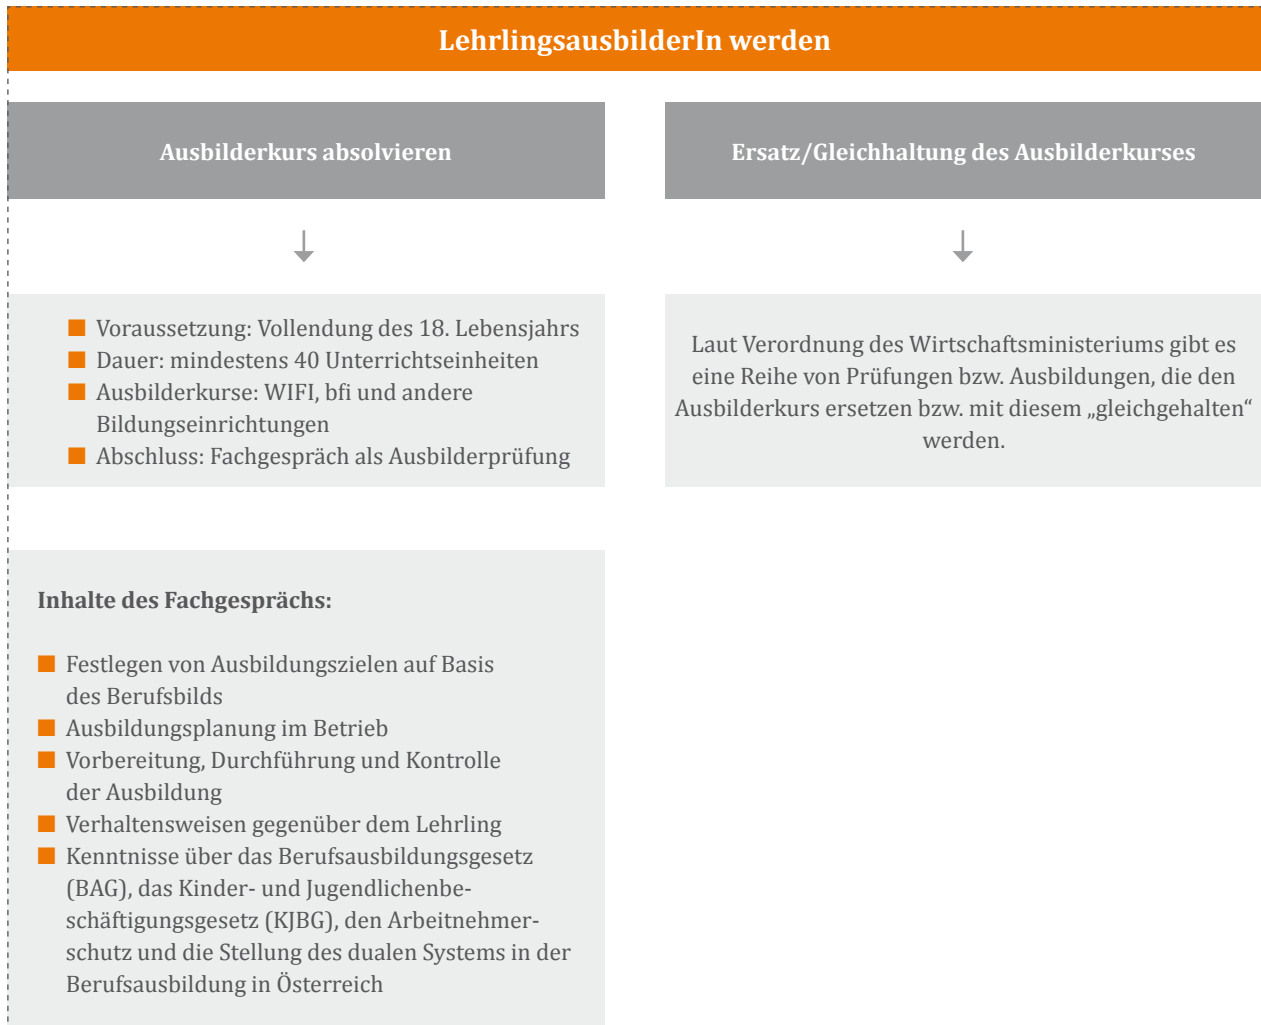 LehrlingsausbilderIn werden
Ausbilderkurs absolvieren
Voraussetzung: Vollendung des 18. Lebensjahrs
Dauer: mindestens 40 Unterrichtseinheiten
Ausbilderkurse: WIFI, bfi und andere
Bildungseinrichtungen
Abschluss: Fachgespräch als Ausbilderprüfung
Inhalte des Fachgesprächs:
Festlegen von Ausbildungszielen auf Basis
des Berufsbilds
Ausbildungsplanung im Betrieb
Vorbereitung, Durchführung und Kontrolle
der Ausbildung
Verhaltensweisen gegenüber dem Lehrling
Kenntnisse über das Berufsausbildungsgesetz
(BAG), das Kinder- und Jugendlichenbe-
schäftigungsgesetz (KJBG), den Arbeitnehmer-
schutz und die Stellung des dualen Systems in der
Berufsausbildung in Österreich
Ersatz/Gleichhaltung des Ausbilderkurses
Laut Verordnung des Wirtschaftsministeriums gibt es
eine Reihe von Prüfungen bzw. Ausbildungen, die den
Ausbilderkurs ersetzen bzw. mit diesem „gleichgehalten“
werden.